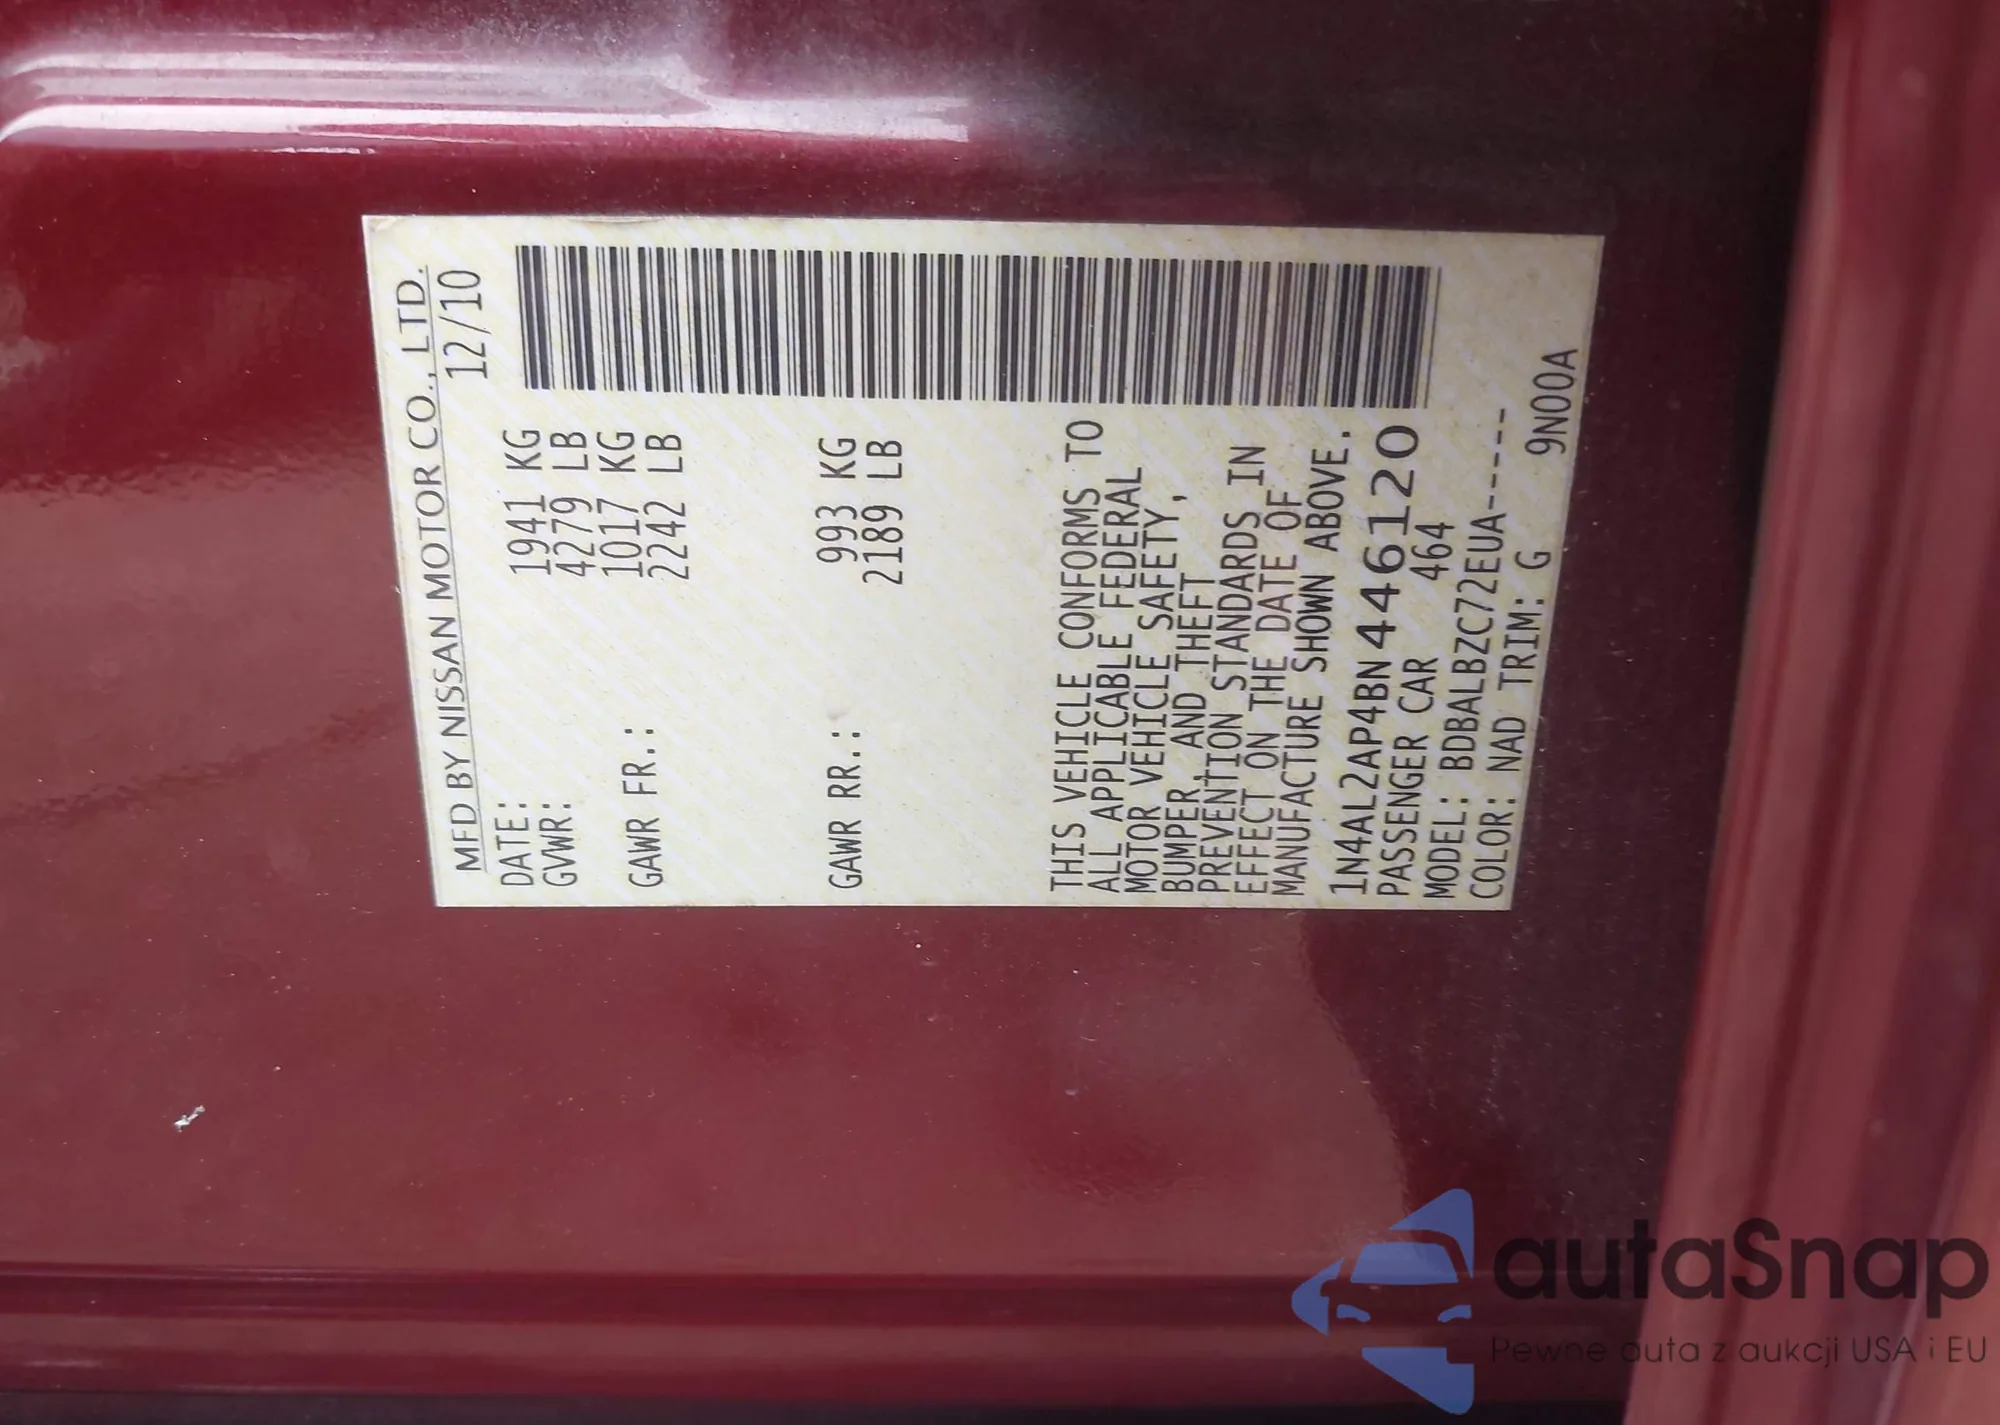 MFD BY NISSAN MOTOR CO., LTD.
DATE: 12/10
GVWR: 1941 KG
4279 LB
GAWR FR.: 1017 KG
2242 LB
GAWR RR.: 993 KG
2189 LB
THIS VEHICLE CONFORMS TO
ALL APPLICABLE FEDERAL
MOTOR VEHICLE SAFETY,
BUMPER, AND THEFT
PREVENTION STANDARDS IN
EFFECT ON THE DATE OF
MANUFACTURE SHOWN ABOVE.
1N4AL2AP4BN446120
PASSENGER CAR 464
MODEL: BDBALBZC72EUA-----
COLOR: NAD TRIM: G 9N00A
autaSnap
Pewne auta z aukcji USA i EU